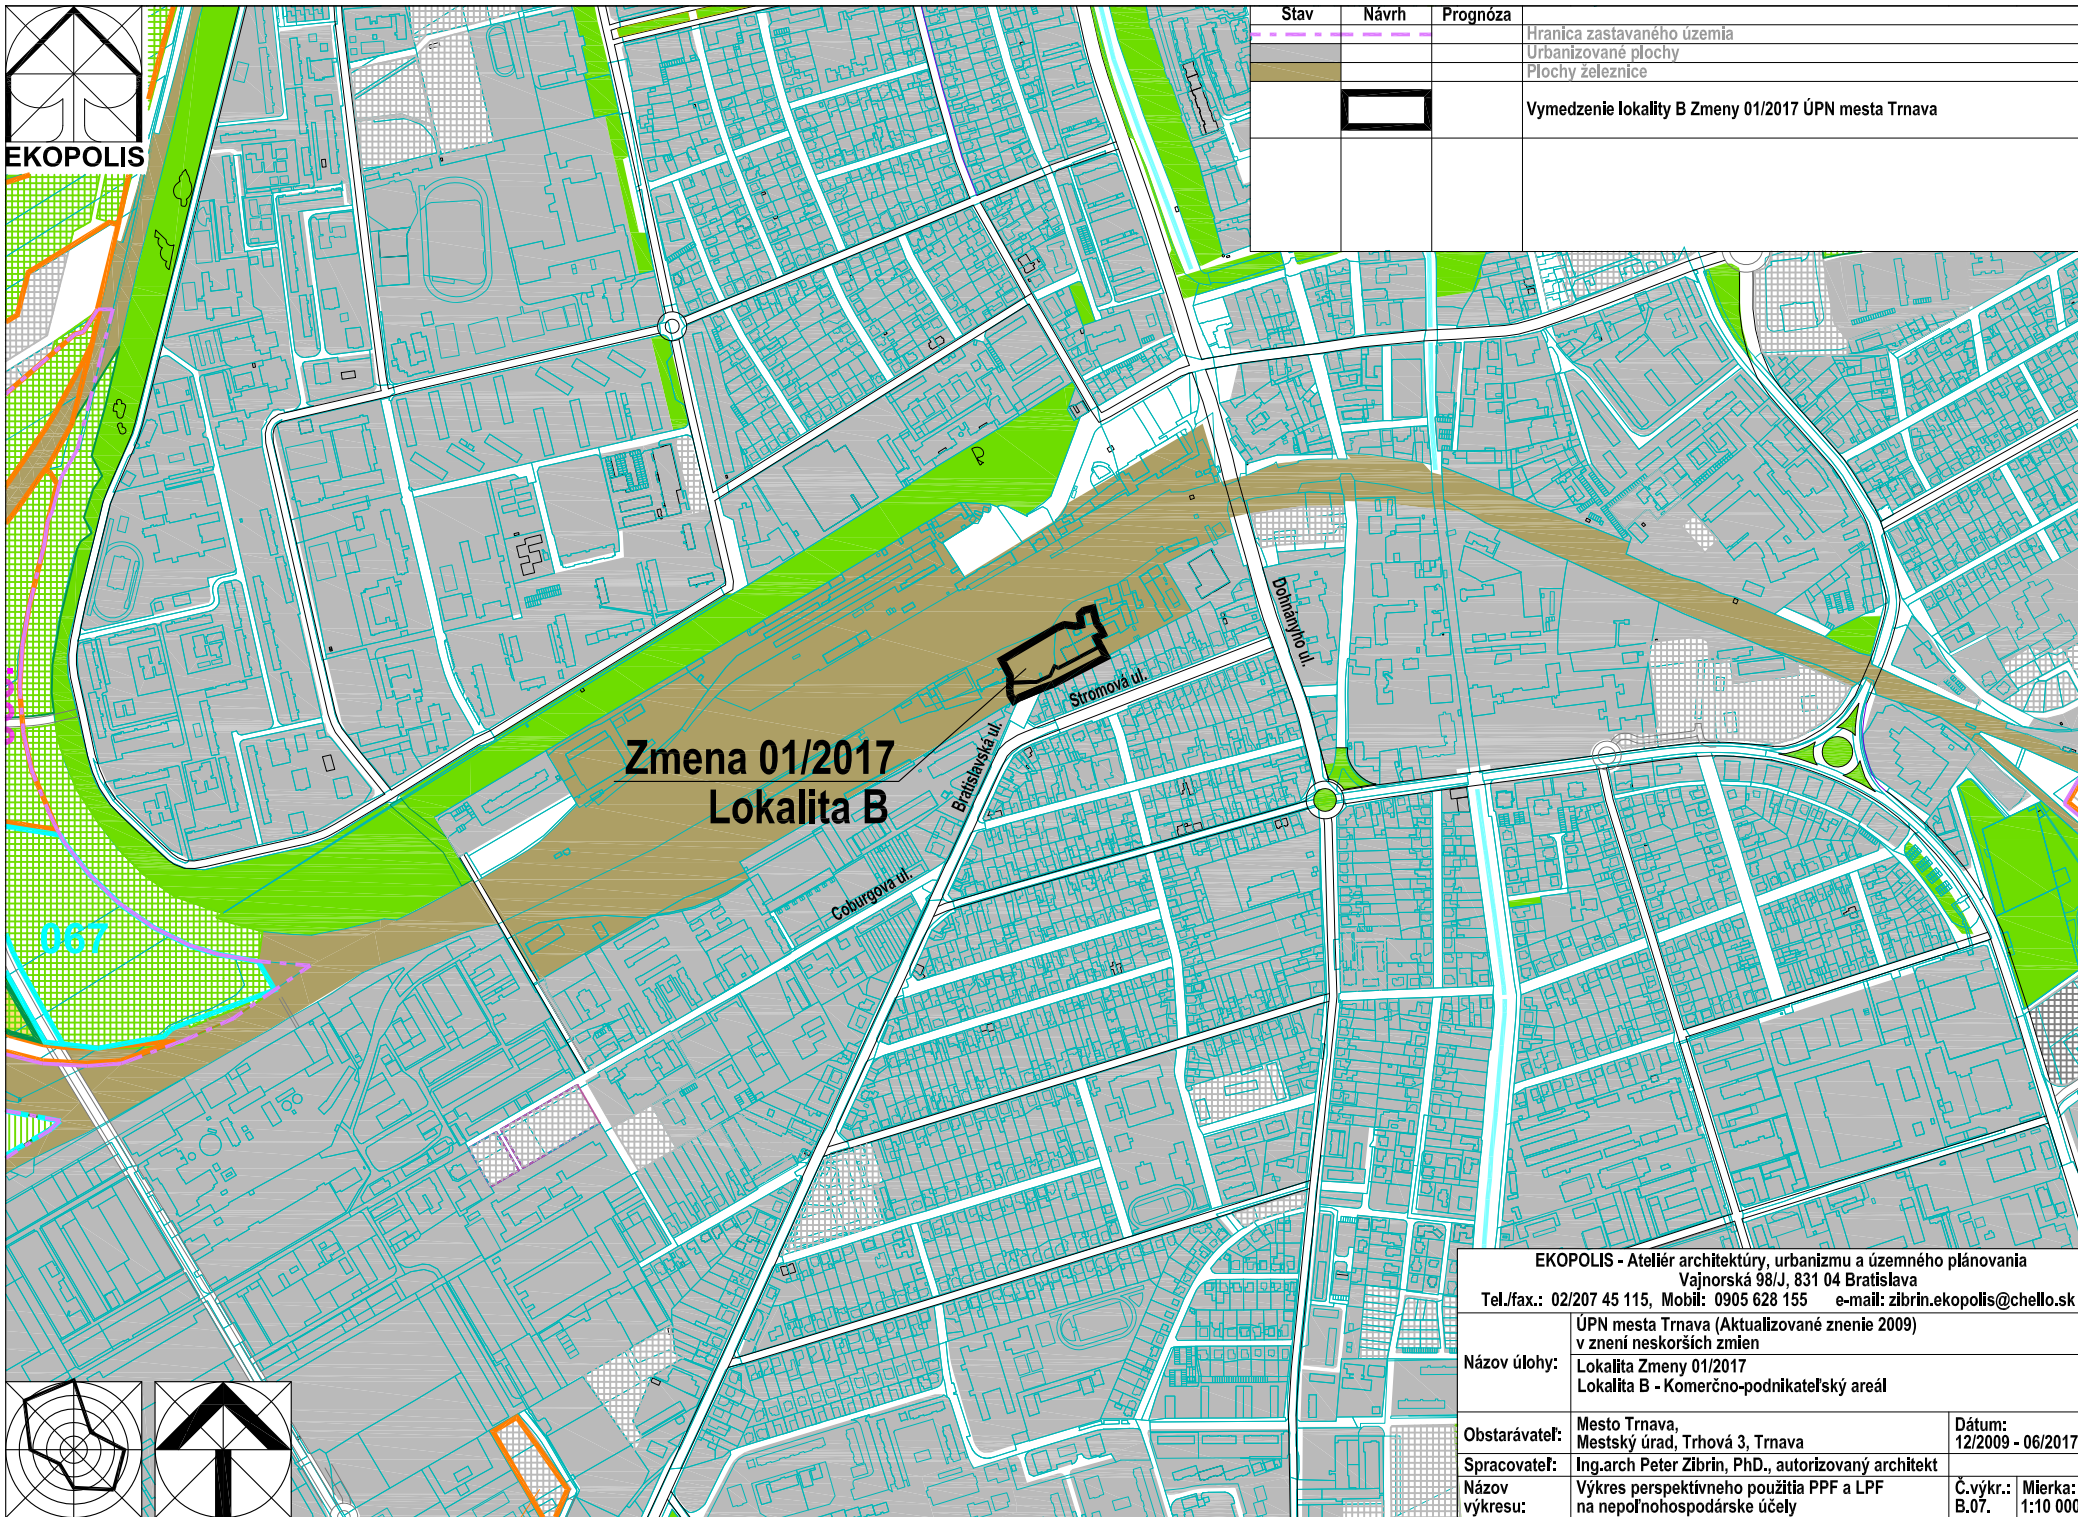 EKOPOLIS
Stav Návrh Prognóza
Hranica zastavaného územia
Urbanizované plochy
Plochy železnice
Vymedzenie lokality B Zmeny 01/2017 ÚPN mesta Trnava
Dohnányho ul.
Stromová ul.
Bratislavská ul.
Coburgova ul.
Zmena 01/2017
Lokalita B
067
EKOPOLIS - Ateliér architektúry, urbanizmu a územného plánovania
Vajnorská 98/J, 831 04 Bratislava
Tel./fax.: 02/207 45 115, Mobil: 0905 628 155 e-mail: zibrin.ekopolis@chello.sk
Názov úlohy:
ÚPN mesta Trnava (Aktualizované znenie 2009)
v znení neskorších zmien
Lokalita Zmeny 01/2017
Lokalita B - Komerčno-podnikateľský areál
Obstarávateľ:
Mesto Trnava,
Mestský úrad, Trhová 3, Trnava
Dátum:
12/2009 - 06/2017
Spracovateľ: Ing.arch Peter Zibrin, PhD., autorizovaný architekt
Názov
výkresu:
Výkres perspektívneho použitia PPF a LPF
na nepoľnohospodárske účely
Č.výkr.:
B.07.
Mierka:
1:10 000